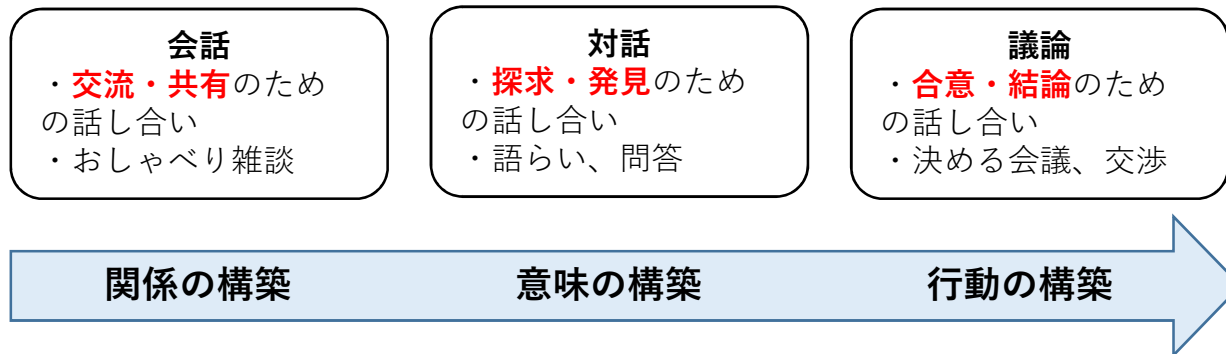 会話
・交流・共有のため
の話し合い
・おしゃべり雑談
対話
・探求・発見のため
の話し合い
・語らい、問答
議論
・合意・結論のため
の話し合い
・決める会議、交渉
関係の構築
意味の構築
行動の構築